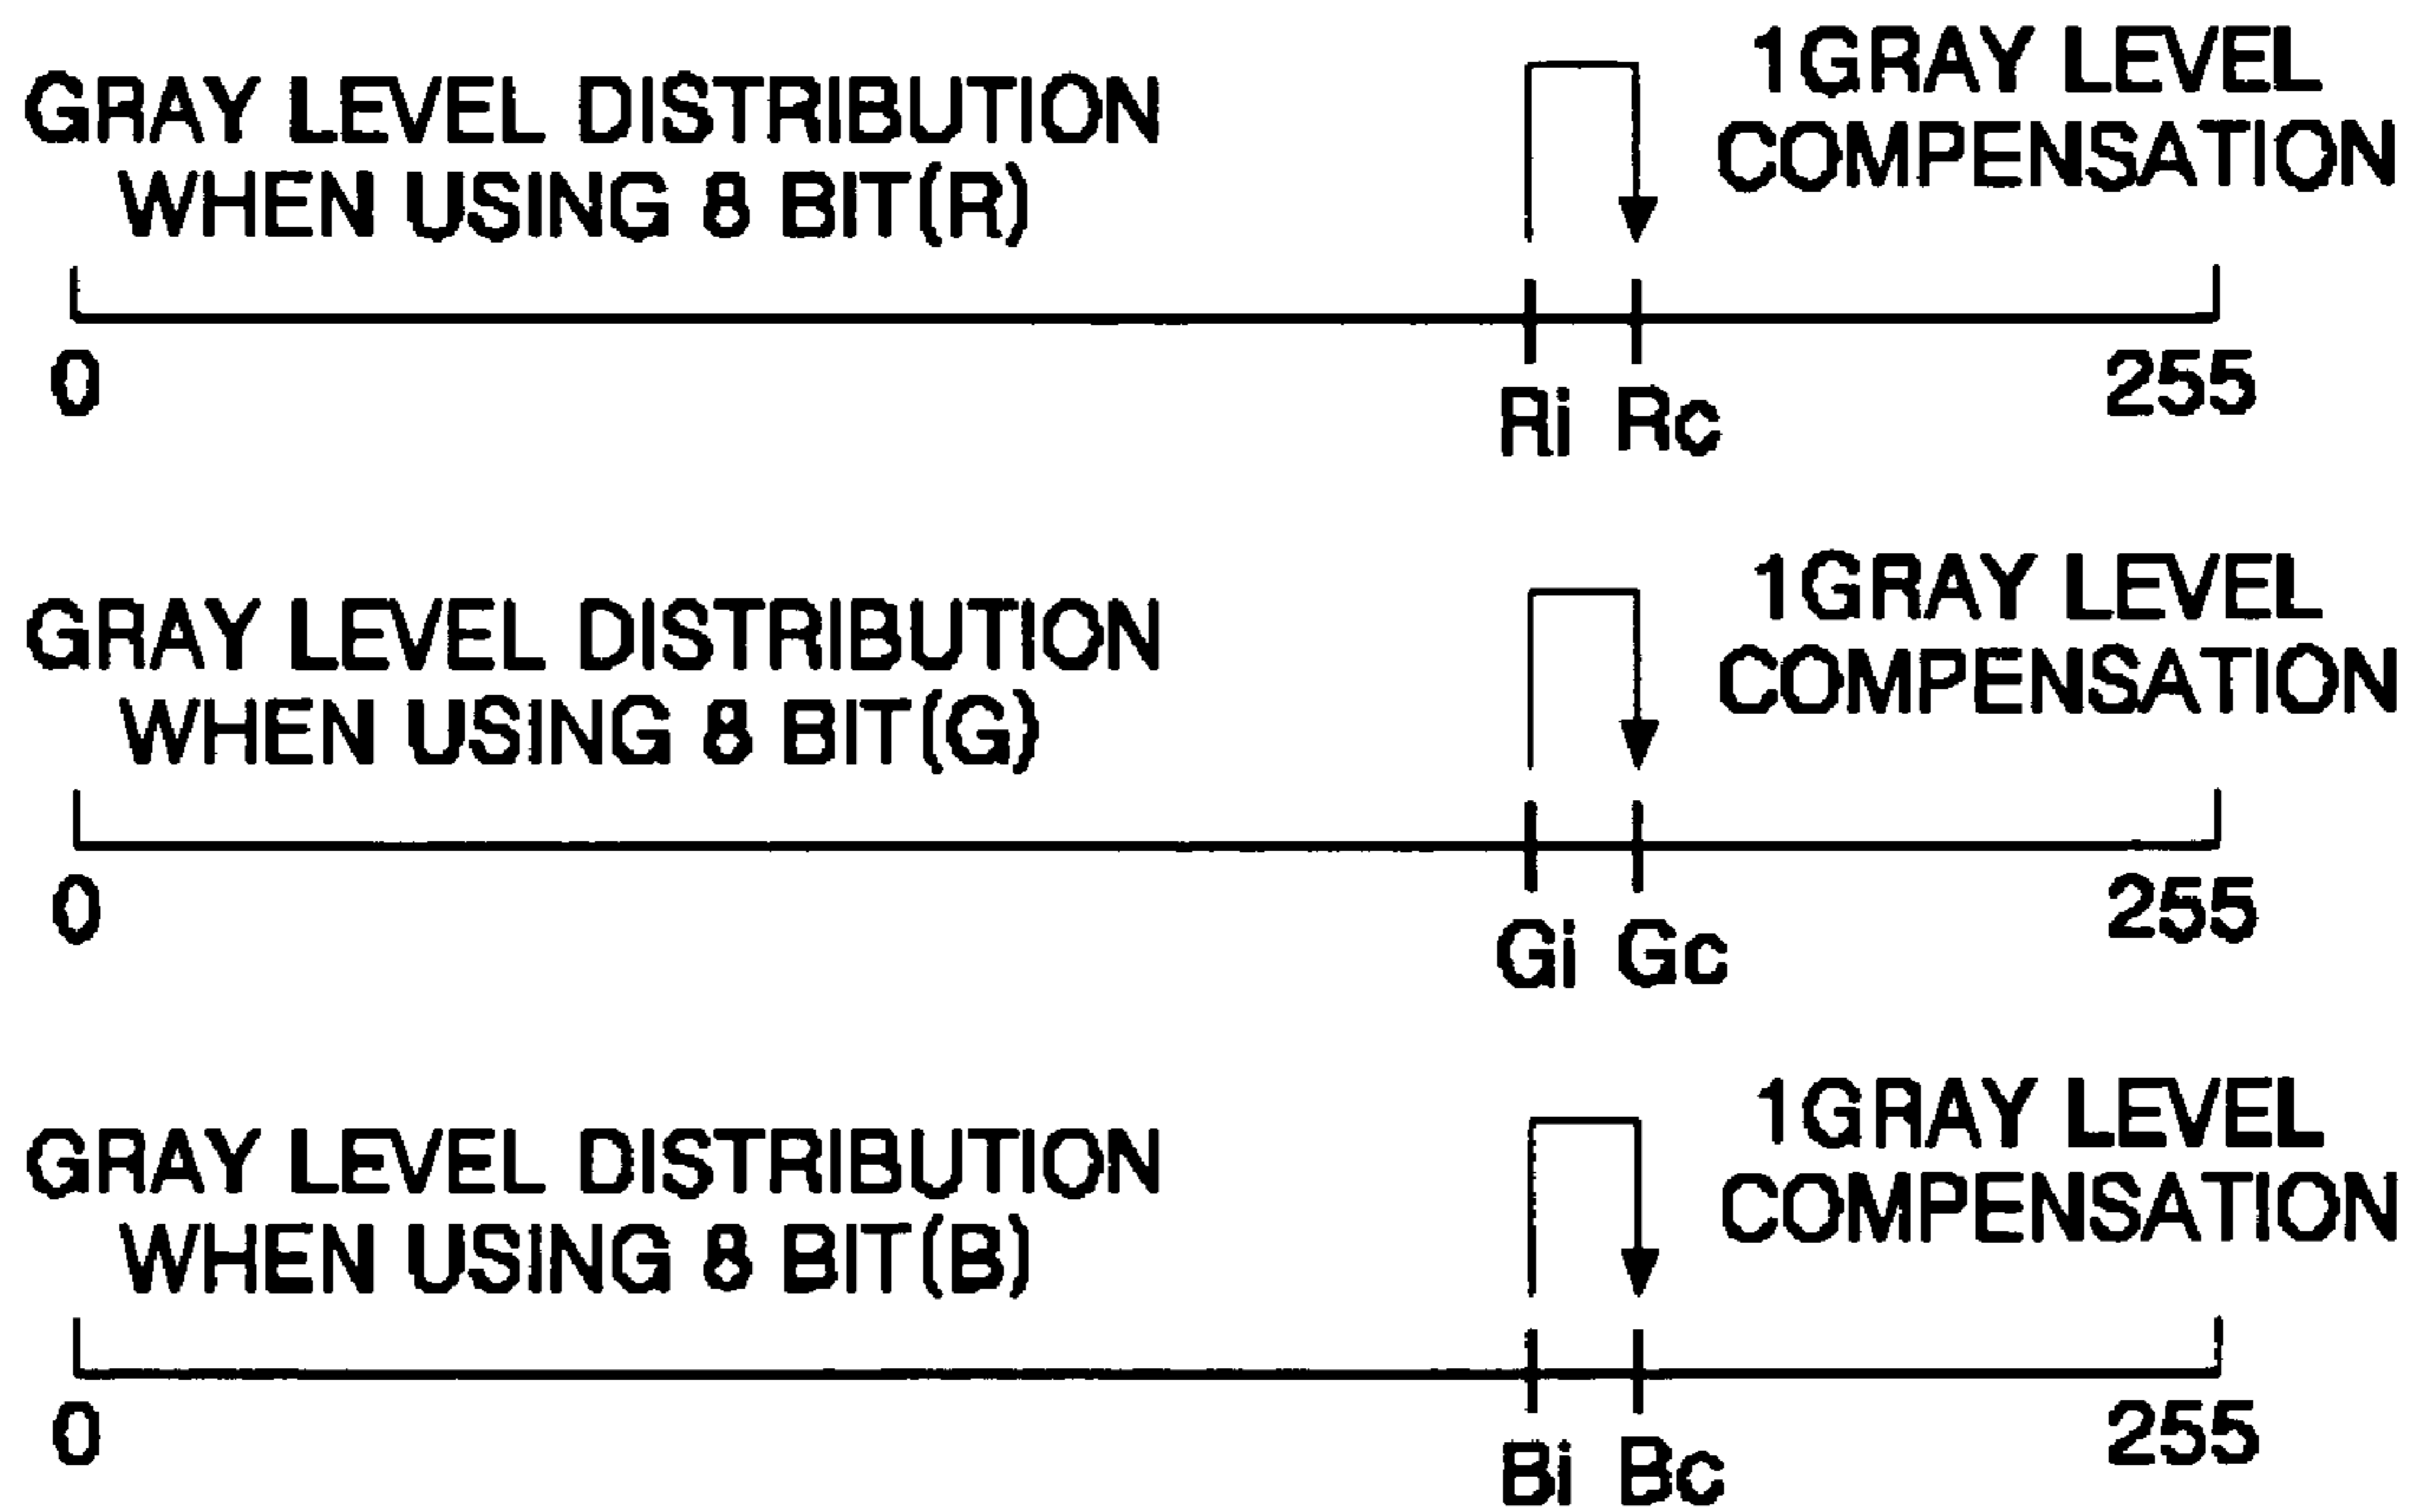 GRAY LEVEL DISTRIBUTION
WHEN USING 8 BIT(R)
1GRAY LEVEL
COMPENSATION
0
Ri
Rc
255
GRAY LEVEL DISTRIBUTION
WHEN USING 8 BIT(G)
1GRAY LEVEL
COMPENSATION
0
Gi
Gc
255
GRAY LEVEL DISTRIBUTION
WHEN USING 8 BIT(B)
1GRAY LEVEL
COMPENSATION
0
Bi
Bc
255